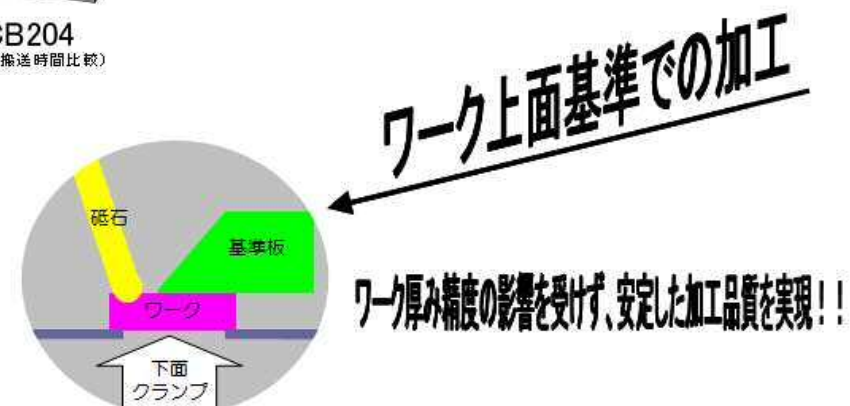 CB204
搬送時間比較）
ワーク上面基準での加工
砥石
基準板
ワーク
ワーク厚み精度の影響を受けず、安定した加工品質を実現！！
下面
クランプ